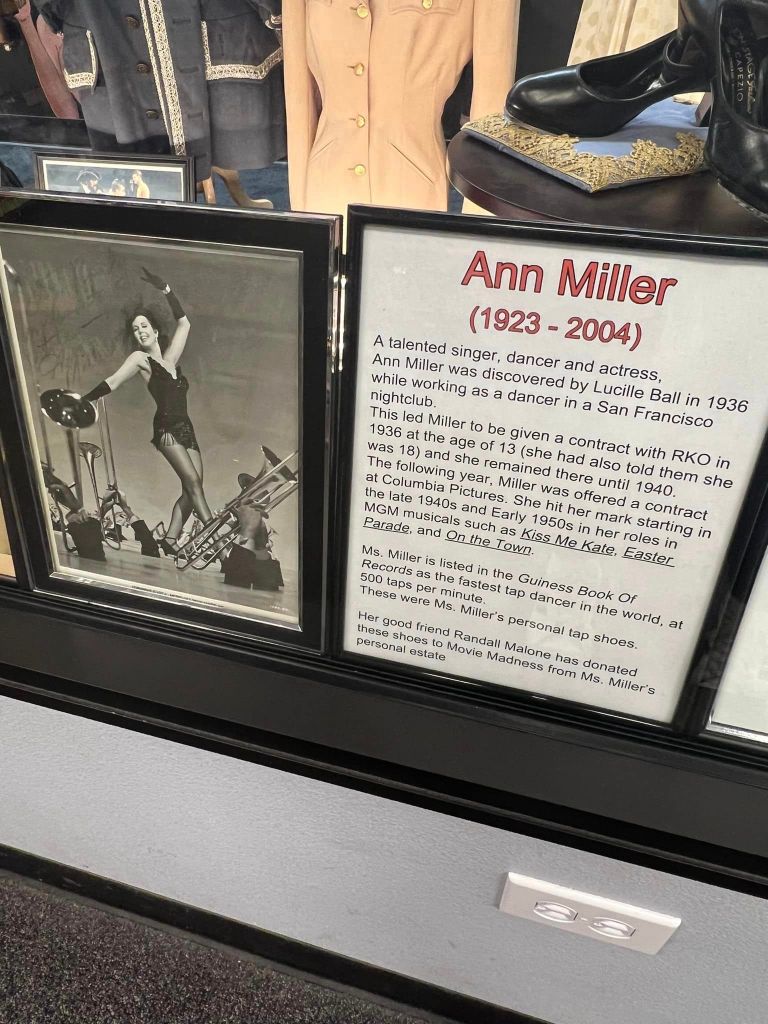 CAPEZIO
Ann Miller
(1923 - 2004)
A talented singer, dancer and actress,
Ann Miller was discovered by Lucille Ball in 1936
while working as a dancer in a San Francisco
nightclub.
This led Miller to be given a contract with RKO in
1936 at the age of 13 (she had also told them she
was 18) and she remained there until 1940.
The following year, Miller was offered a contract
at Columbia Pictures. She hit her mark starting in
the late 1940s and Early 1950s in her roles in
MGM musicals such as Kiss Me Kate, Easter
Parade, and On the Town.
Ms. Miller is listed in the Guiness Book Of
Records as the fastest tap dancer in the world, at
500 taps per minute.
These were Ms. Miller's personal tap shoes.
Her good friend Randall Malone has donated
these shoes to Movie Madness from Ms. Miller's
personal estate